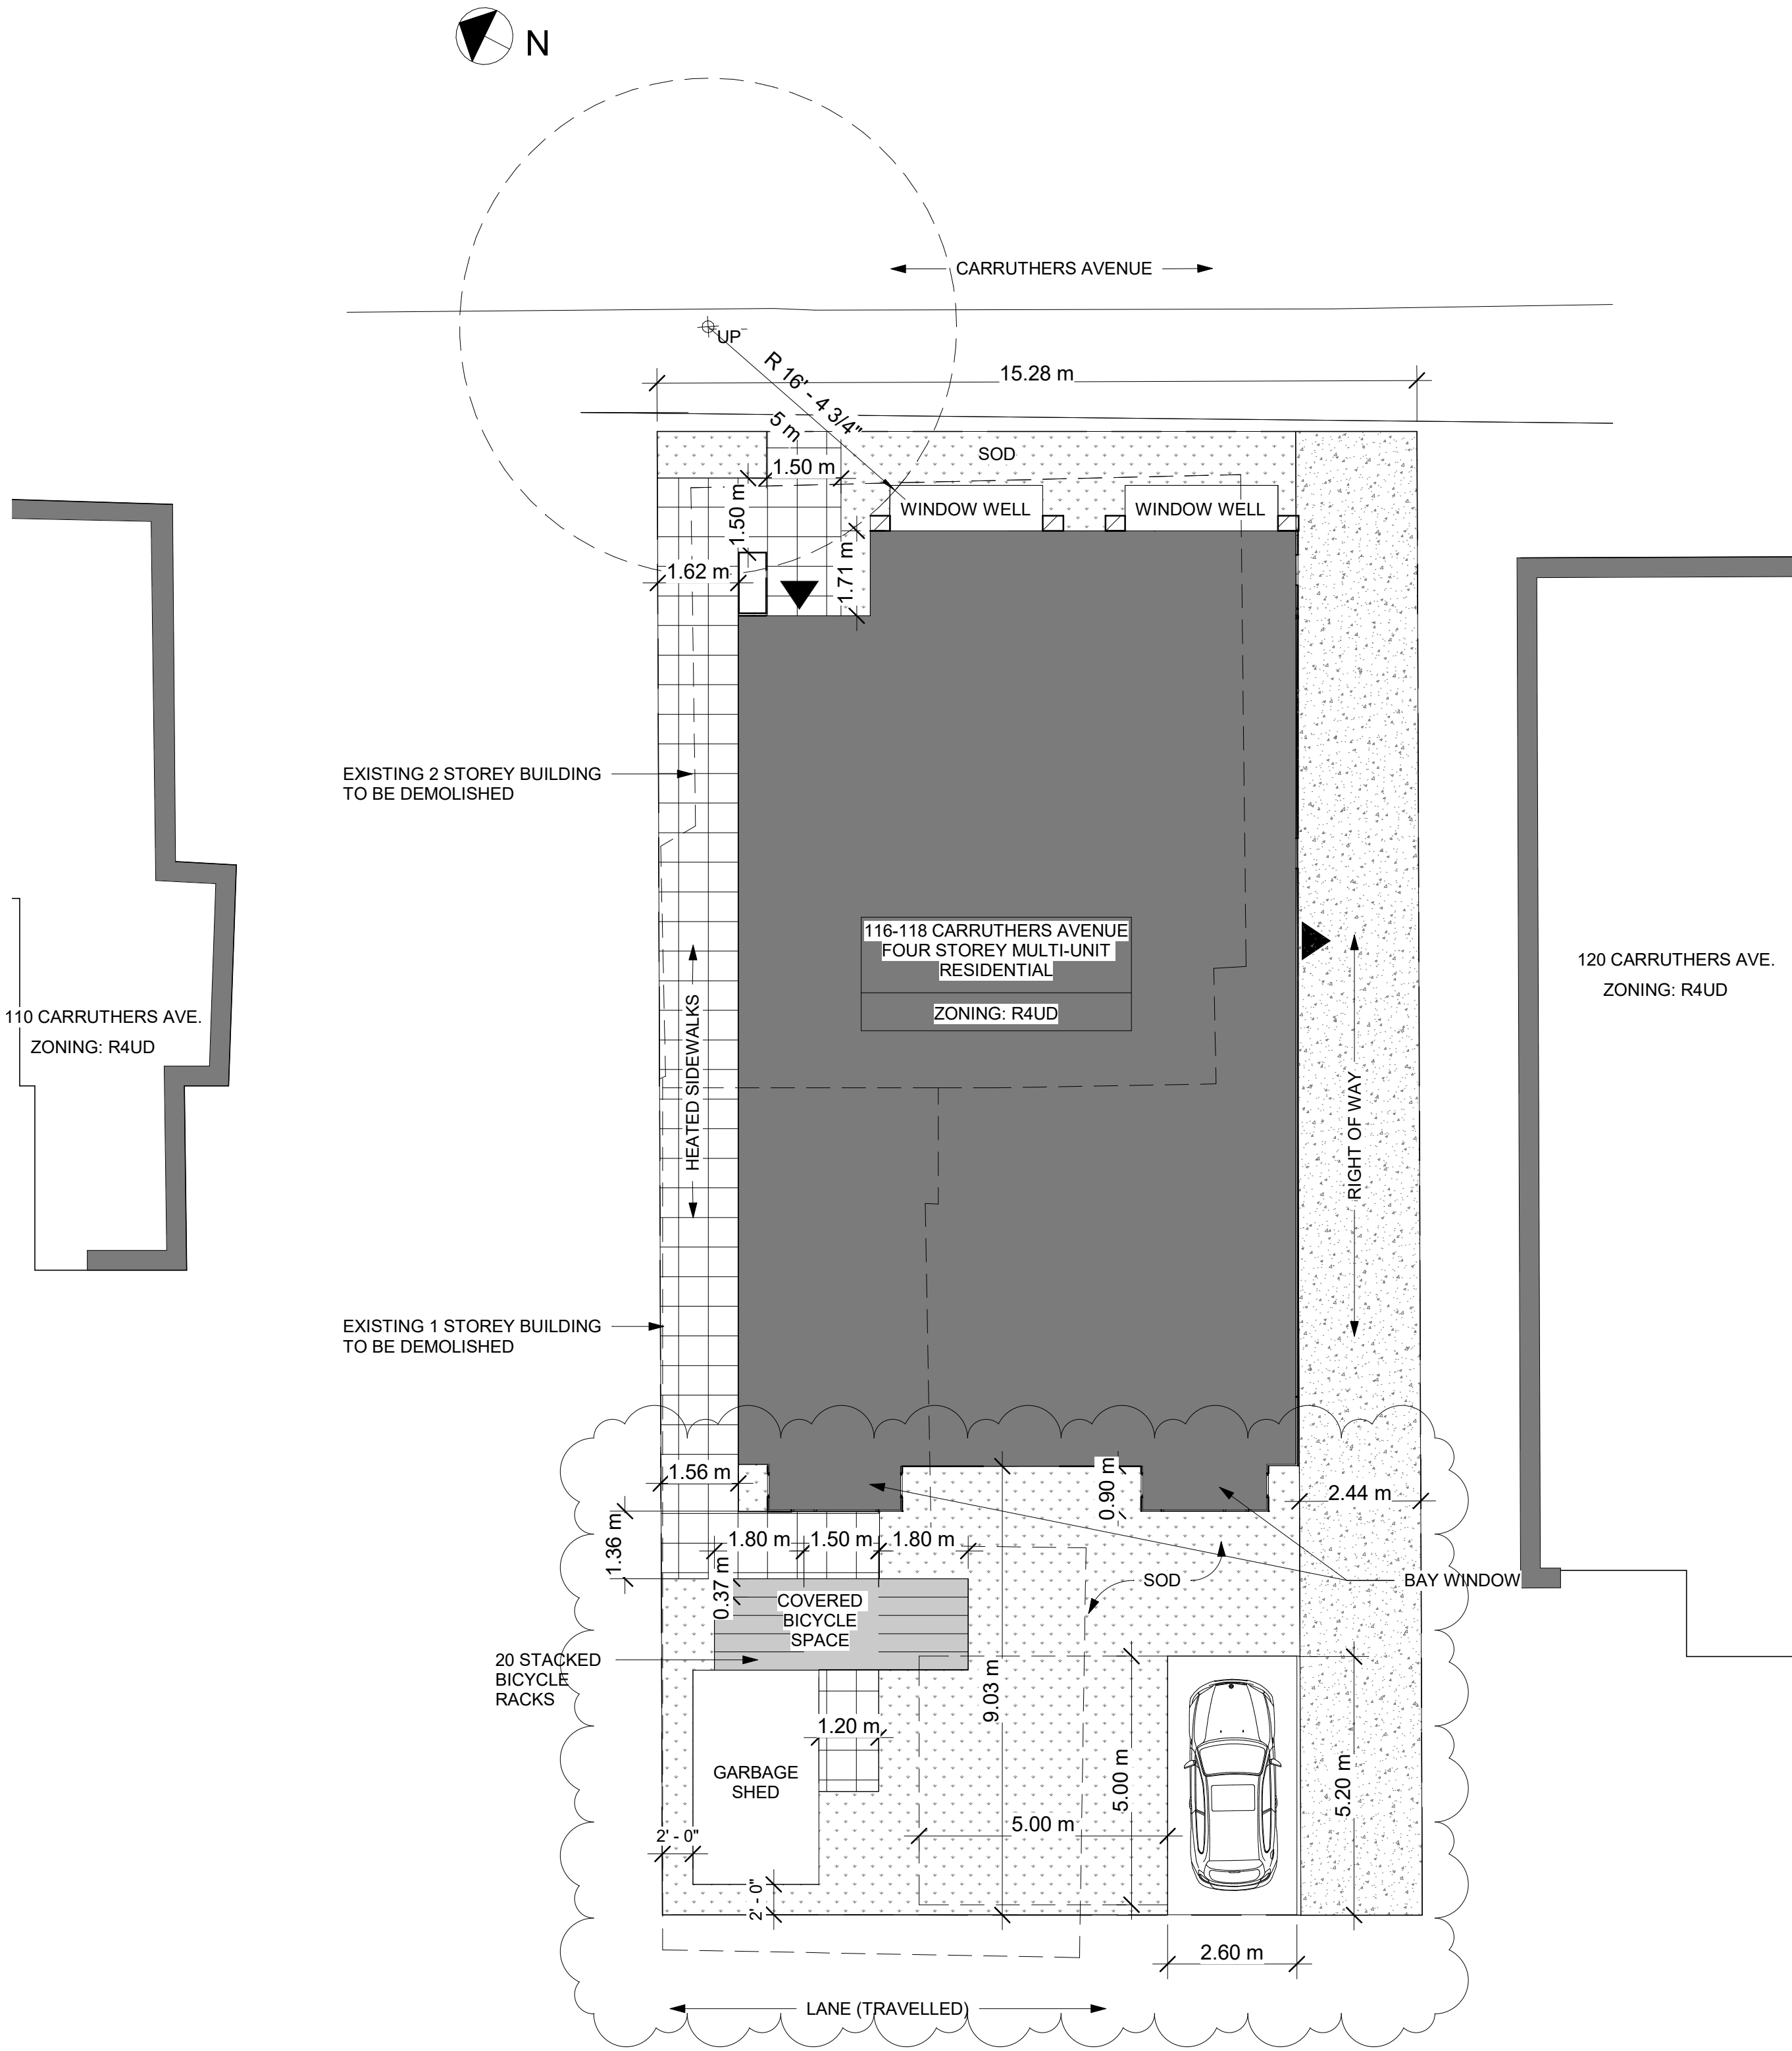 N
CARRUTHERS AVENUE
UP
R 16' - 4 3/4"
5 m
15.28 m
SOD
1.50 m
1.50 m
WINDOW WELL
WINDOW WELL
1.62 m
1.71 m
EXISTING 2 STOREY BUILDING
TO BE DEMOLISHED
116-118 CARRUTHERS AVENUE
FOUR STOREY MULTI-UNIT
RESIDENTIAL
ZONING: R4UD
110 CARRUTHERS AVE.
ZONING: R4UD
120 CARRUTHERS AVE.
ZONING: R4UD
HEATED SIDEWALKS
RIGHT OF WAY
EXISTING 1 STOREY BUILDING
TO BE DEMOLISHED
1.56 m
0.90 m
2.44 m
1.36 m
1.80 m
1.50 m
1.80 m
0.37 m
COVERED
BICYCLE
SPACE
SOD
BAY WINDOW
20 STACKED
BICYCLE
RACKS
9.03 m
1.20 m
GARBAGE
SHED
5.00 m
5.00 m
5.20 m
2' - 0"
2' - 0"
2.60 m
LANE (TRAVELLED)